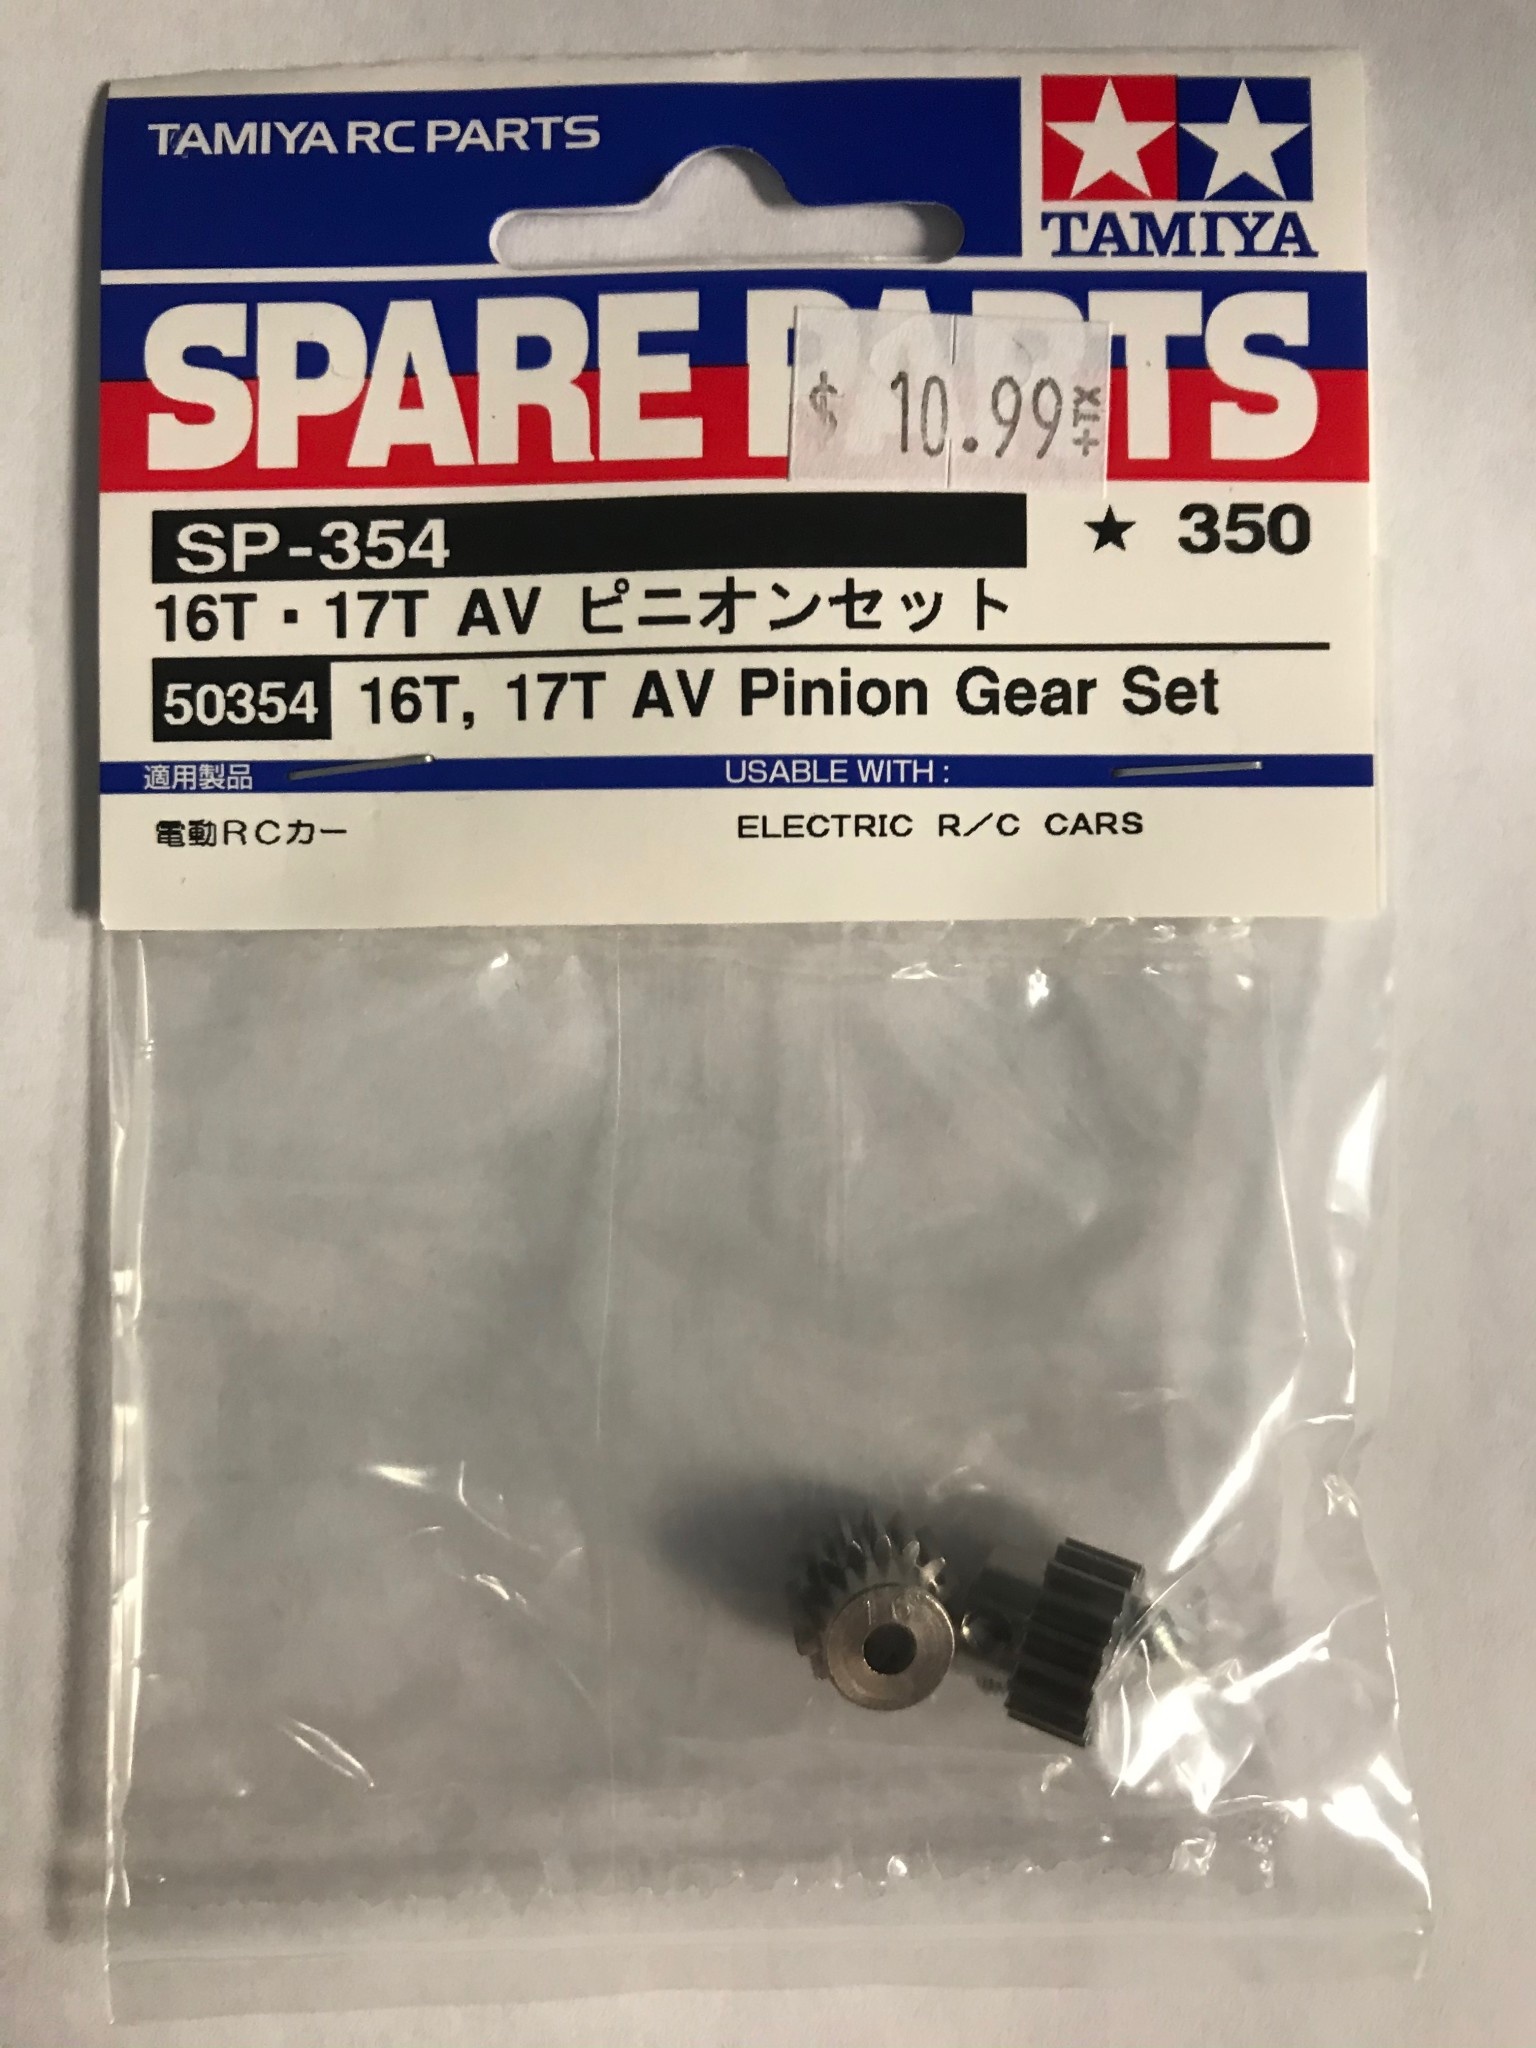 TAMIYA RC PARTS
TAMIYA
SPARE PARTS
$ 10.99 +TX
SP-354
★ 350
16T・17T AV ピニオンセット
50354 16T, 17T AV Pinion Gear Set
適用製品 USABLE WITH :
電動RCカー ELECTRIC R/C CARS